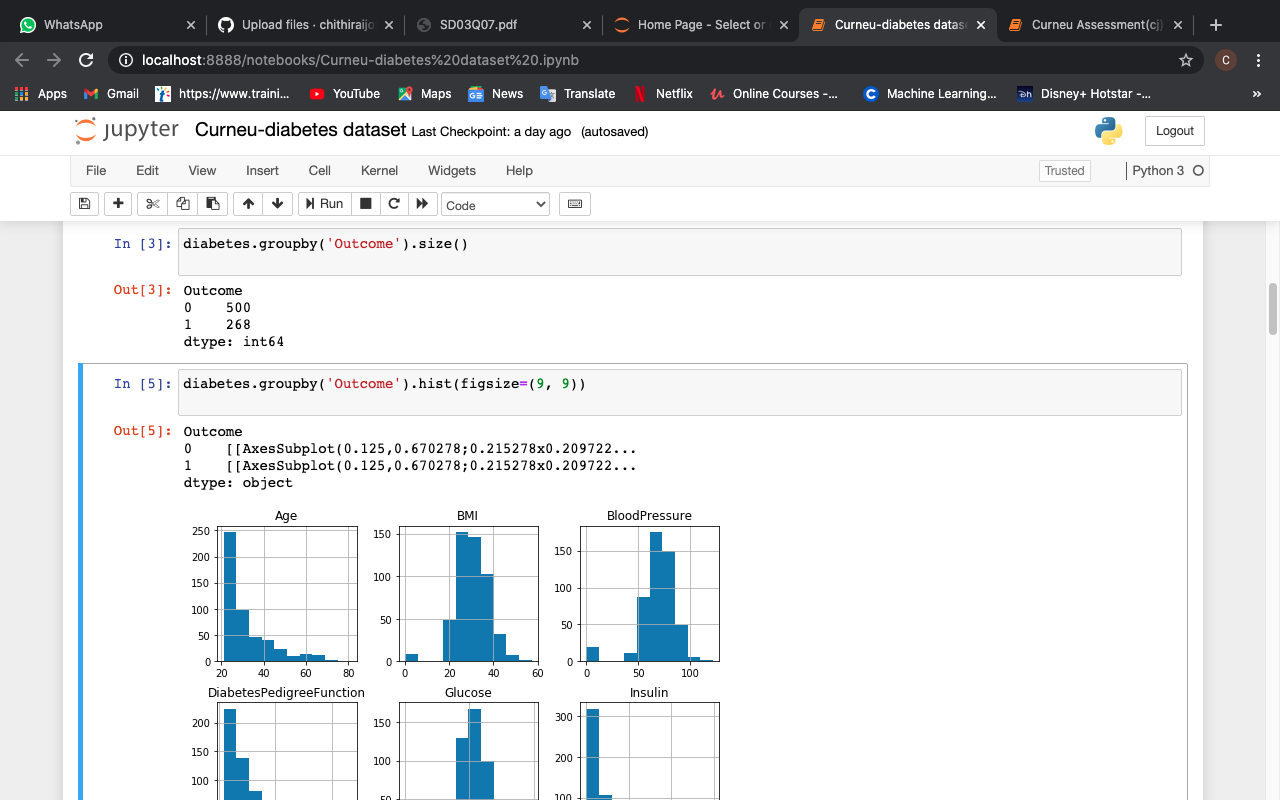 WhatsApp
Upload files · chithiraijo
SD03Q07.pdf
Home Page - Select or
Curneu-diabetes datase
Curneu Assessment(cj)
localhost:8888/notebooks/Curneu-diabetes%20dataset%20.ipynb
C
Apps
Gmail
https://www.traini...
YouTube
Maps
News
Translate
Netflix
Online Courses -...
Machine Learning...
Disney+ Hotstar -...
»
jupyter Curneu-diabetes dataset Last Checkpoint: a day ago (autosaved)
Logout
File Edit View Insert Cell Kernel Widgets Help
Trusted
Python 3
Run
Code
In [3]: diabetes.groupby('Outcome').size()
Out[3]: Outcome
0 500
1 268
dtype: int64
In [5]: diabetes.groupby('Outcome').hist(figsize=(9, 9))
Out[5]: Outcome
0 [[AxesSubplot(0.125,0.670278;0.215278x0.209722...
1 [[AxesSubplot(0.125,0.670278;0.215278x0.209722...
dtype: object
Age
250
200
150
100
50
0
20 40 60 80
BMI
150
100
50
0
0 20 40 60
BloodPressure
150
100
50
0
0 50 100
DiabetesPedigreeFunction
200
150
100
Glucose
150
100
50
Insulin
300
200
100